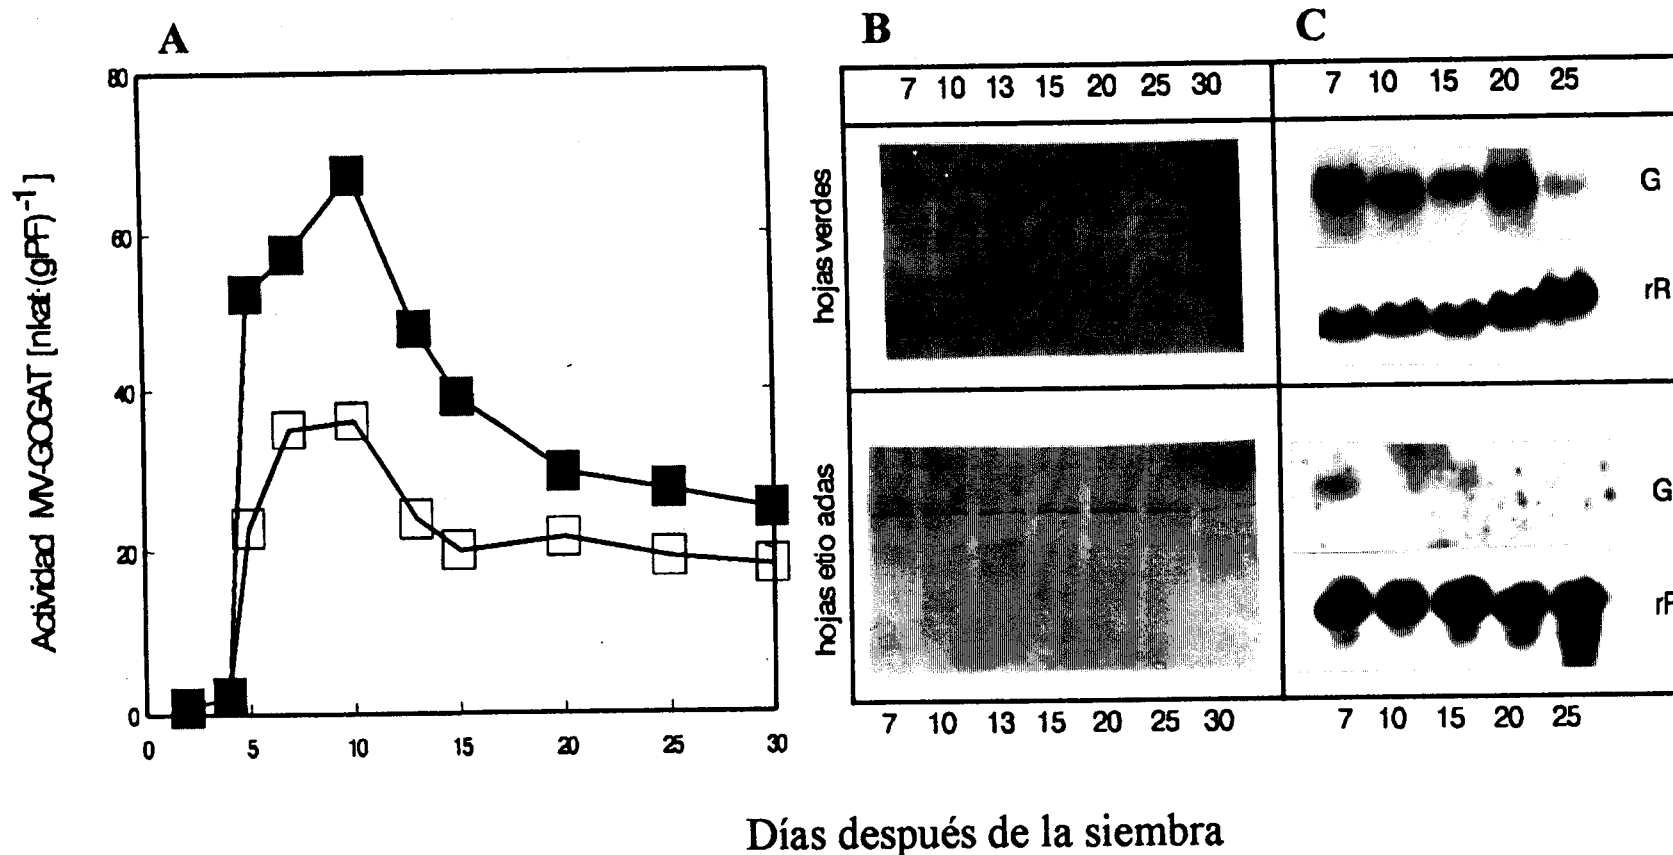 A
B
C
80
60
40
20
0
0 5 10 15 20 25 30
Actividad MV-GOGAT [nkat·(gPF)⁻¹]
7 10 13 15 20 25 30
7 10 15 20 25
hojas verdes
G
rR
hojas etio adas
G
rF
7 10 13 15 20 25 30
7 10 15 20 25
Días después de la siembra